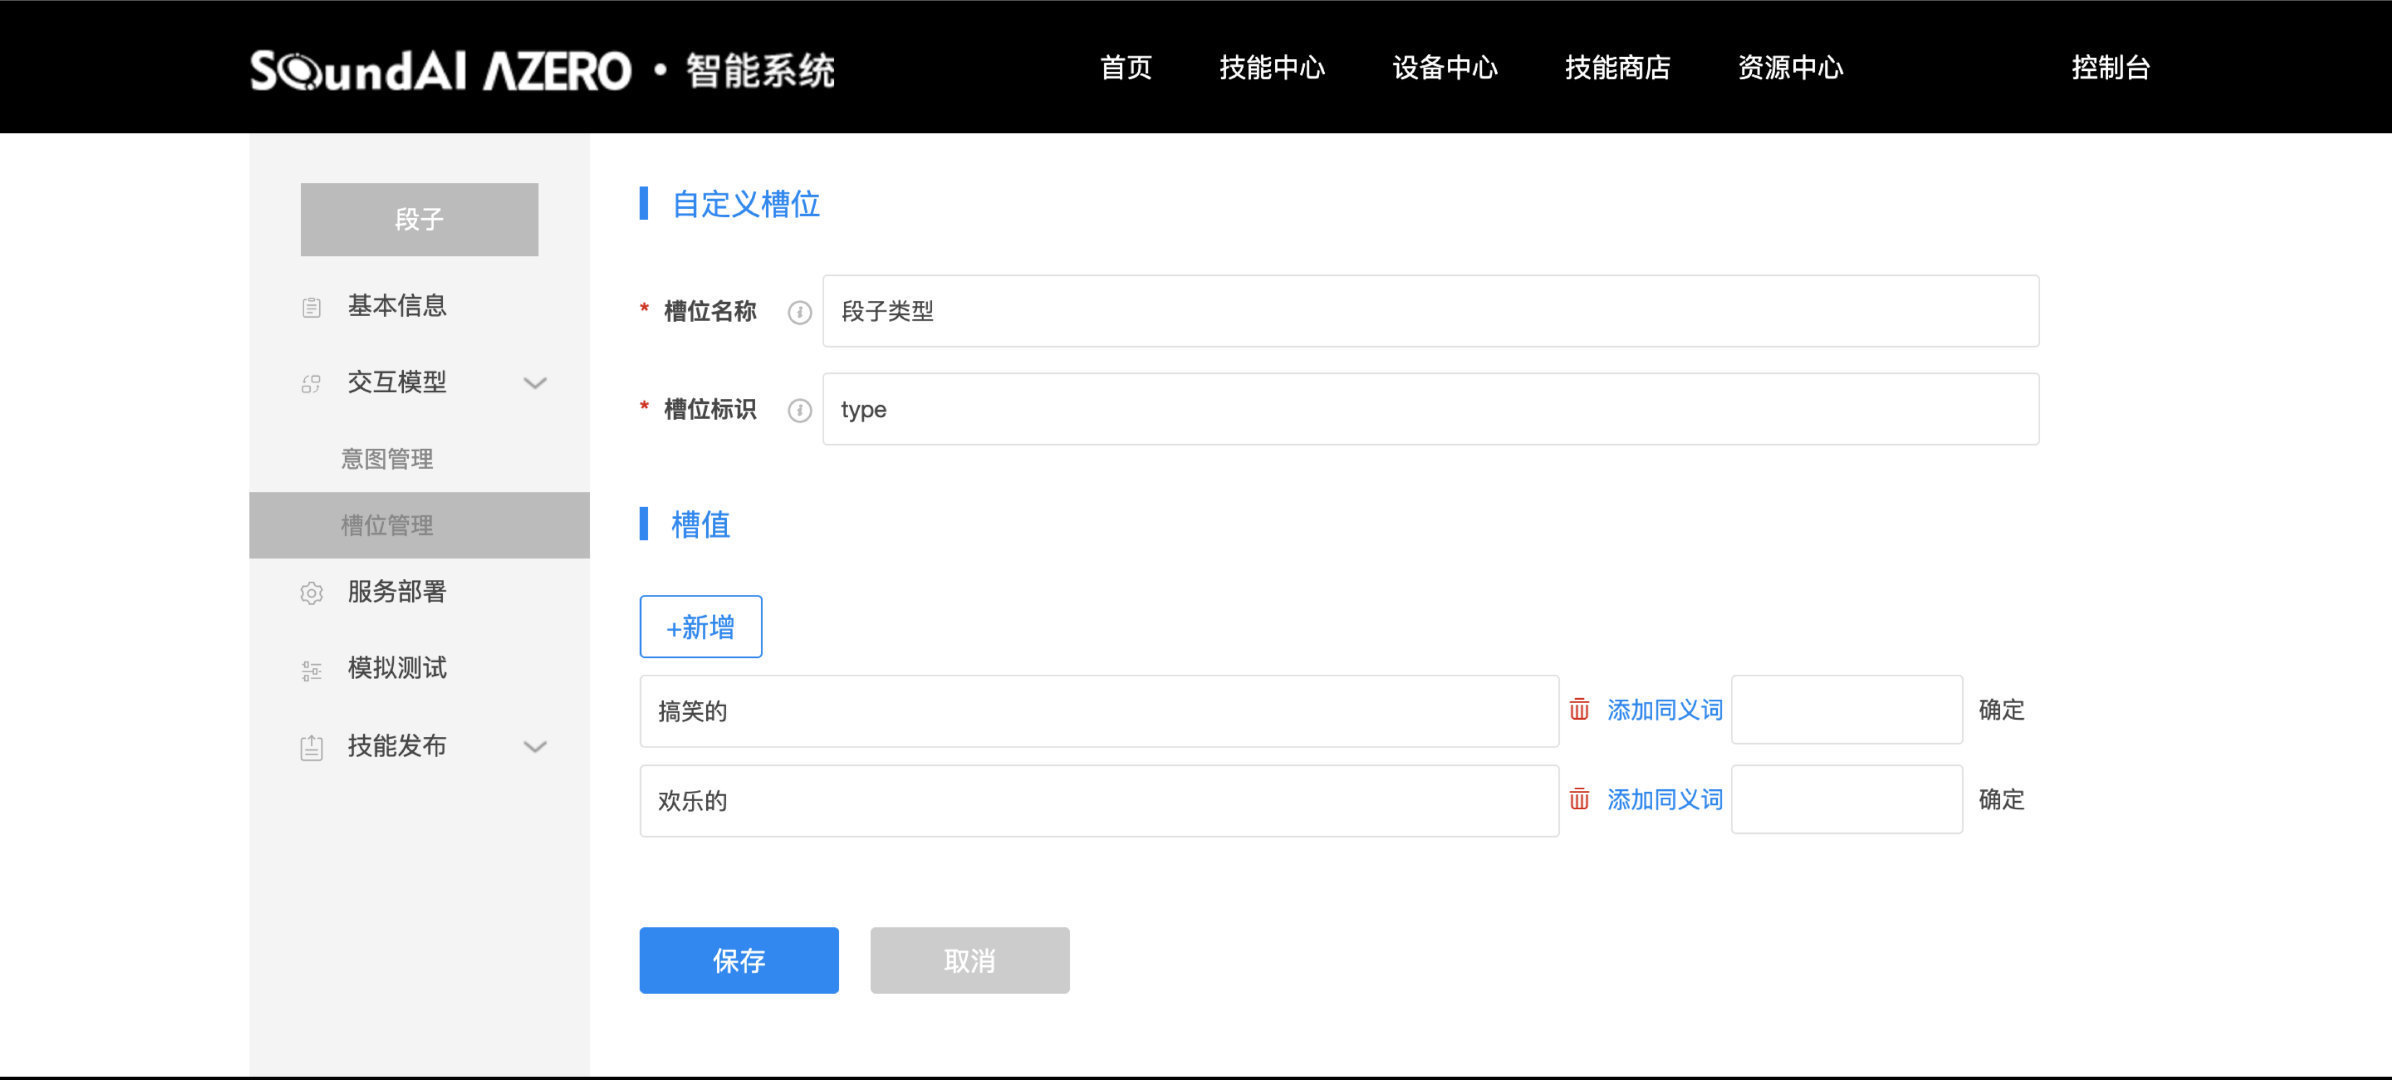 SoundAI AZERO · 智能系统
首页 技能中心 设备中心 技能商店 资源中心 控制台
段子
基本信息
交互模型
意图管理
槽位管理
服务部署
模拟测试
技能发布
自定义槽位
* 槽位名称 段子类型
* 槽位标识 type
槽值
+新增
搞笑的 添加同义词 确定
欢乐的 添加同义词 确定
保存 取消